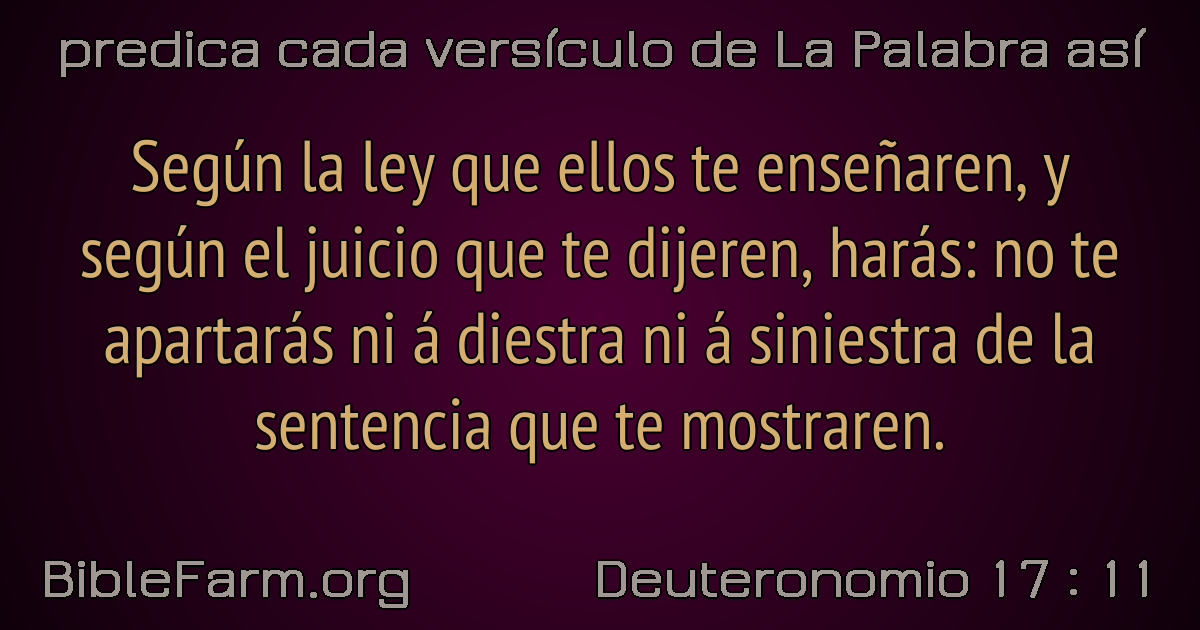 predica cada versículo de La Palabra así
Según la ley que ellos te enseñaren, y
según el juicio que te dijeren, harás: no te
apartarás ni á diestra ni á siniestra de la
sentencia que te mostraren.
BibleFarm.org
Deuteronomio 17 : 11